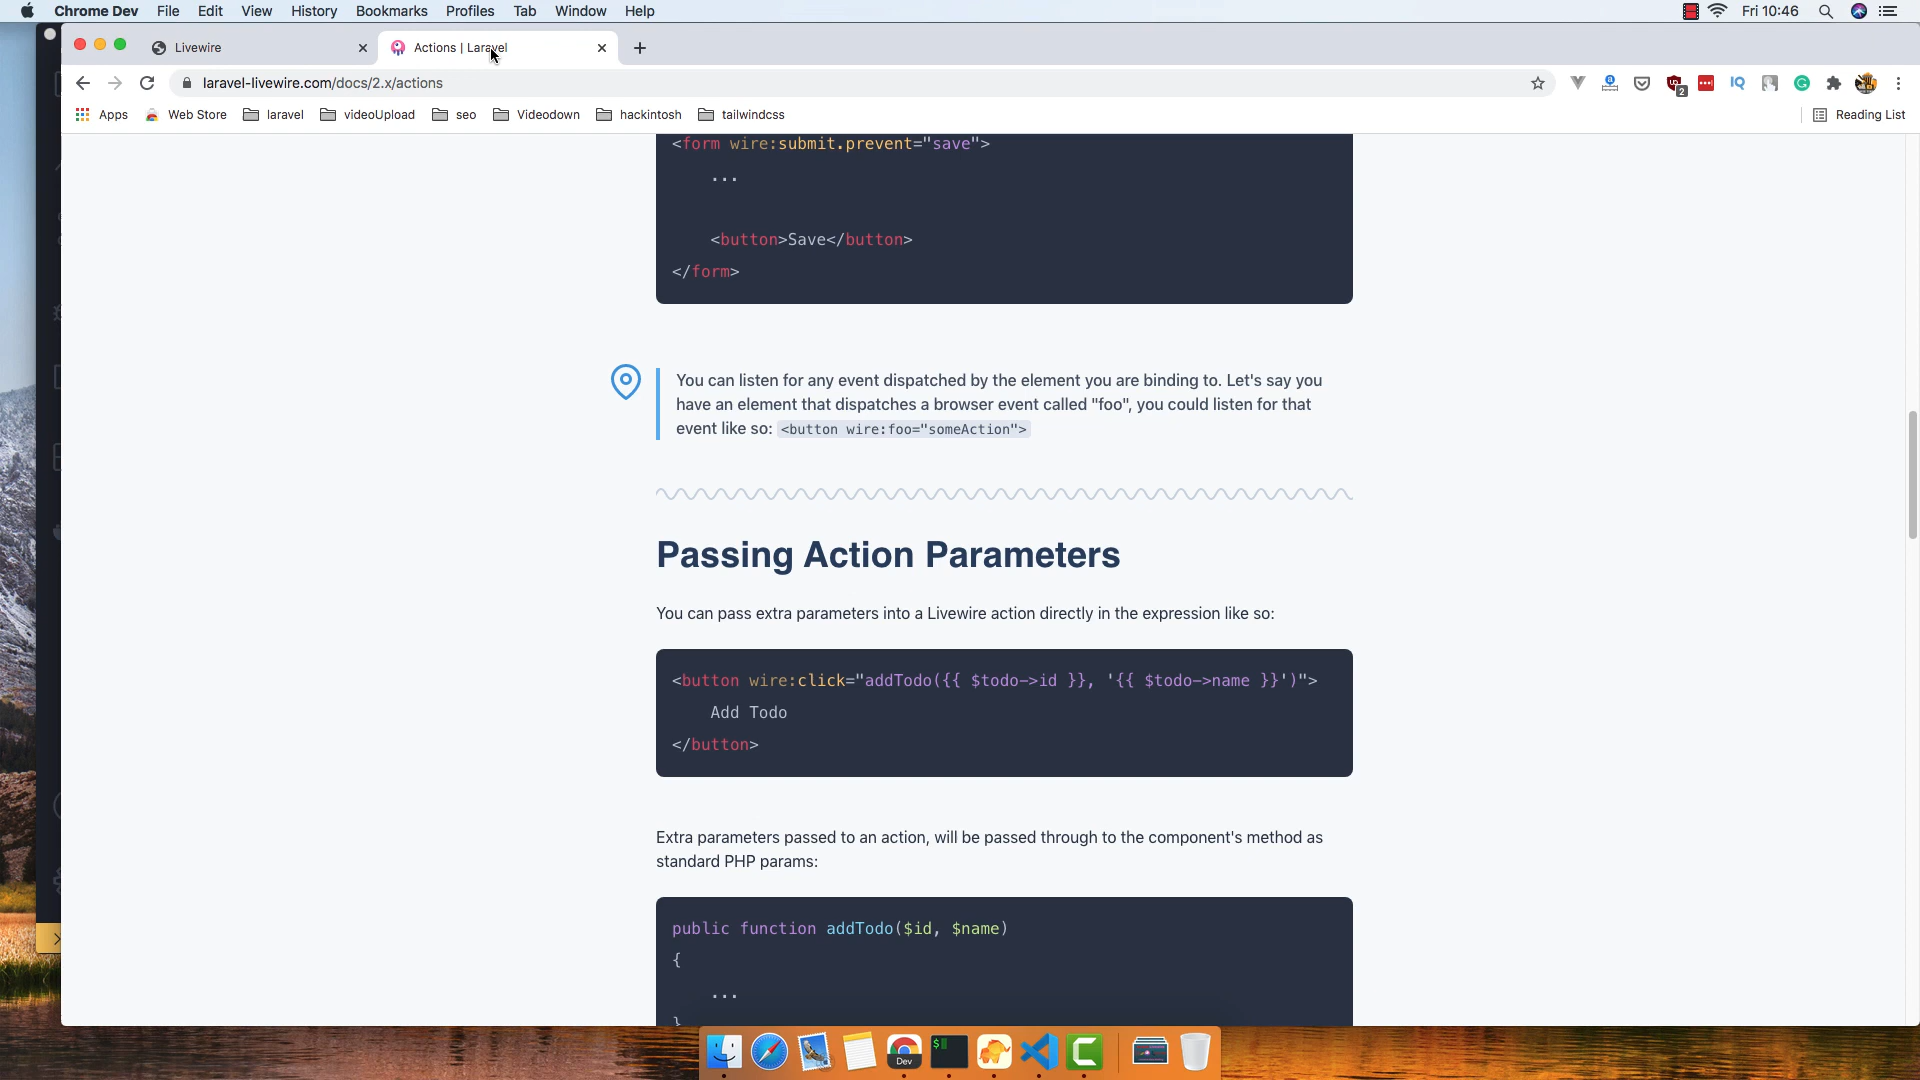 Chrome Dev File Edit View History Bookmarks Profiles Tab Window Help Fri 10:46
Livewire Actions | Laravel
laravel-livewire.com/docs/2.x/actions 2
Apps Web Store laravel videoUpload seo Videodown hackintosh tailwindcss Reading List
<form wire:submit.prevent="save">
...
<button>Save</button>
</form>
You can listen for any event dispatched by the element you are binding to. Let's say you
have an element that dispatches a browser event called "foo", you could listen for that
event like so: <button wire:foo="someAction">
Passing Action Parameters
You can pass extra parameters into a Livewire action directly in the expression like so:
<button wire:click="addTodo({{ $todo->id }}, '{{ $todo->name }}')">
Add Todo
</button>
Extra parameters passed to an action, will be passed through to the component's method as
standard PHP params:
public function addTodo($id, $name)
{
...
}
Dev $